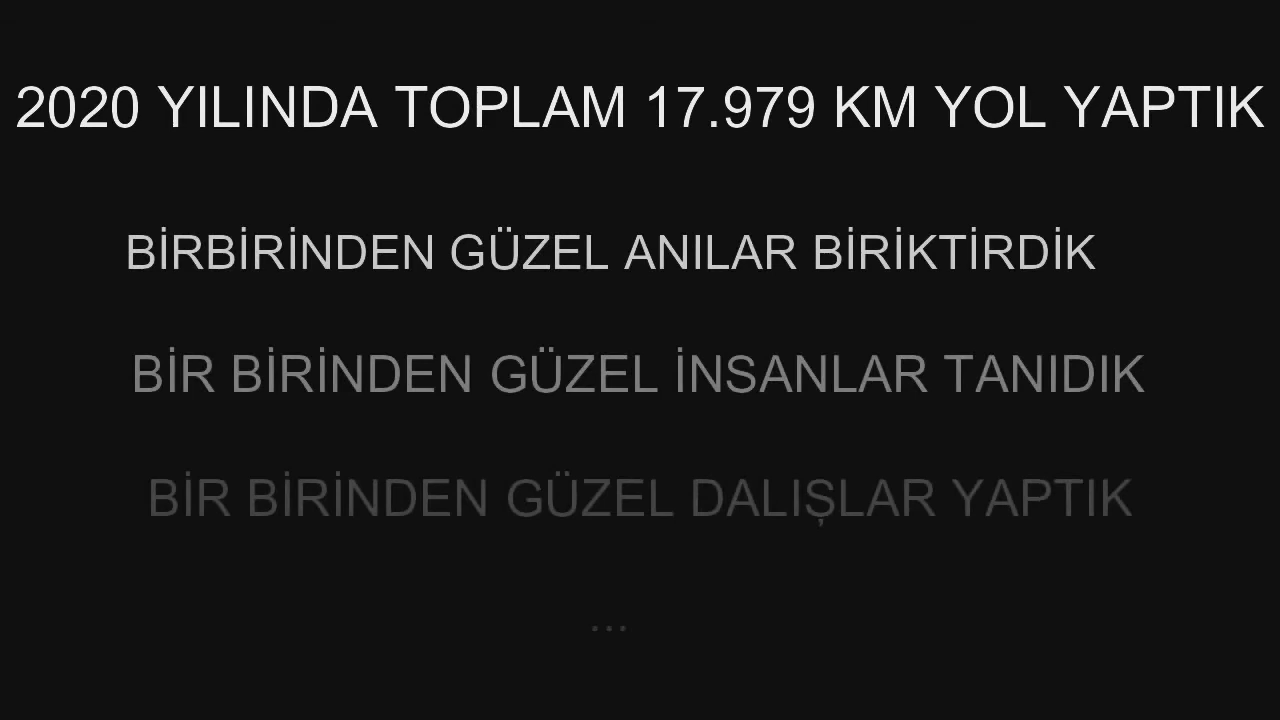 2020 YILINDA TOPLAM 17.979 KM YOL YAPTIK
BİRBİRİNDEN GÜZEL ANILAR BİRİKTİRDİK
BİR BİRİNDEN GÜZEL İNSANLAR TANIDIK
BİR BİRİNDEN GÜZEL DALIŞLAR YAPTIK
...